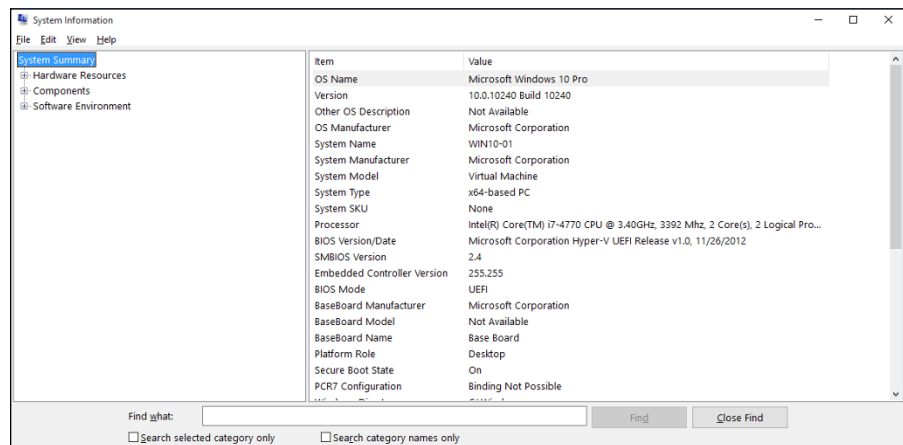 System Information
File Edit View Help
System Summary
Hardware Resources
Components
Software Environment
Item Value
OS Name Microsoft Windows 10 Pro
Version 10.0.10240 Build 10240
Other OS Description Not Available
OS Manufacturer Microsoft Corporation
System Name WIN10-01
System Manufacturer Microsoft Corporation
System Model Virtual Machine
System Type x64-based PC
System SKU None
Processor Intel(R) Core(TM) i7-4770 CPU @ 3.40GHz, 3392 Mhz, 2 Core(s), 2 Logical Pro...
BIOS Version/Date Microsoft Corporation Hyper-V UEFI Release v1.0, 11/26/2012
SMBIOS Version 2.4
Embedded Controller Version 255.255
BIOS Mode UEFI
BaseBoard Manufacturer Microsoft Corporation
BaseBoard Model Not Available
BaseBoard Name Base Board
Platform Role Desktop
Secure Boot State On
PCR7 Configuration Binding Not Possible
Find what: Find Close Find
Search selected category only Search category names only